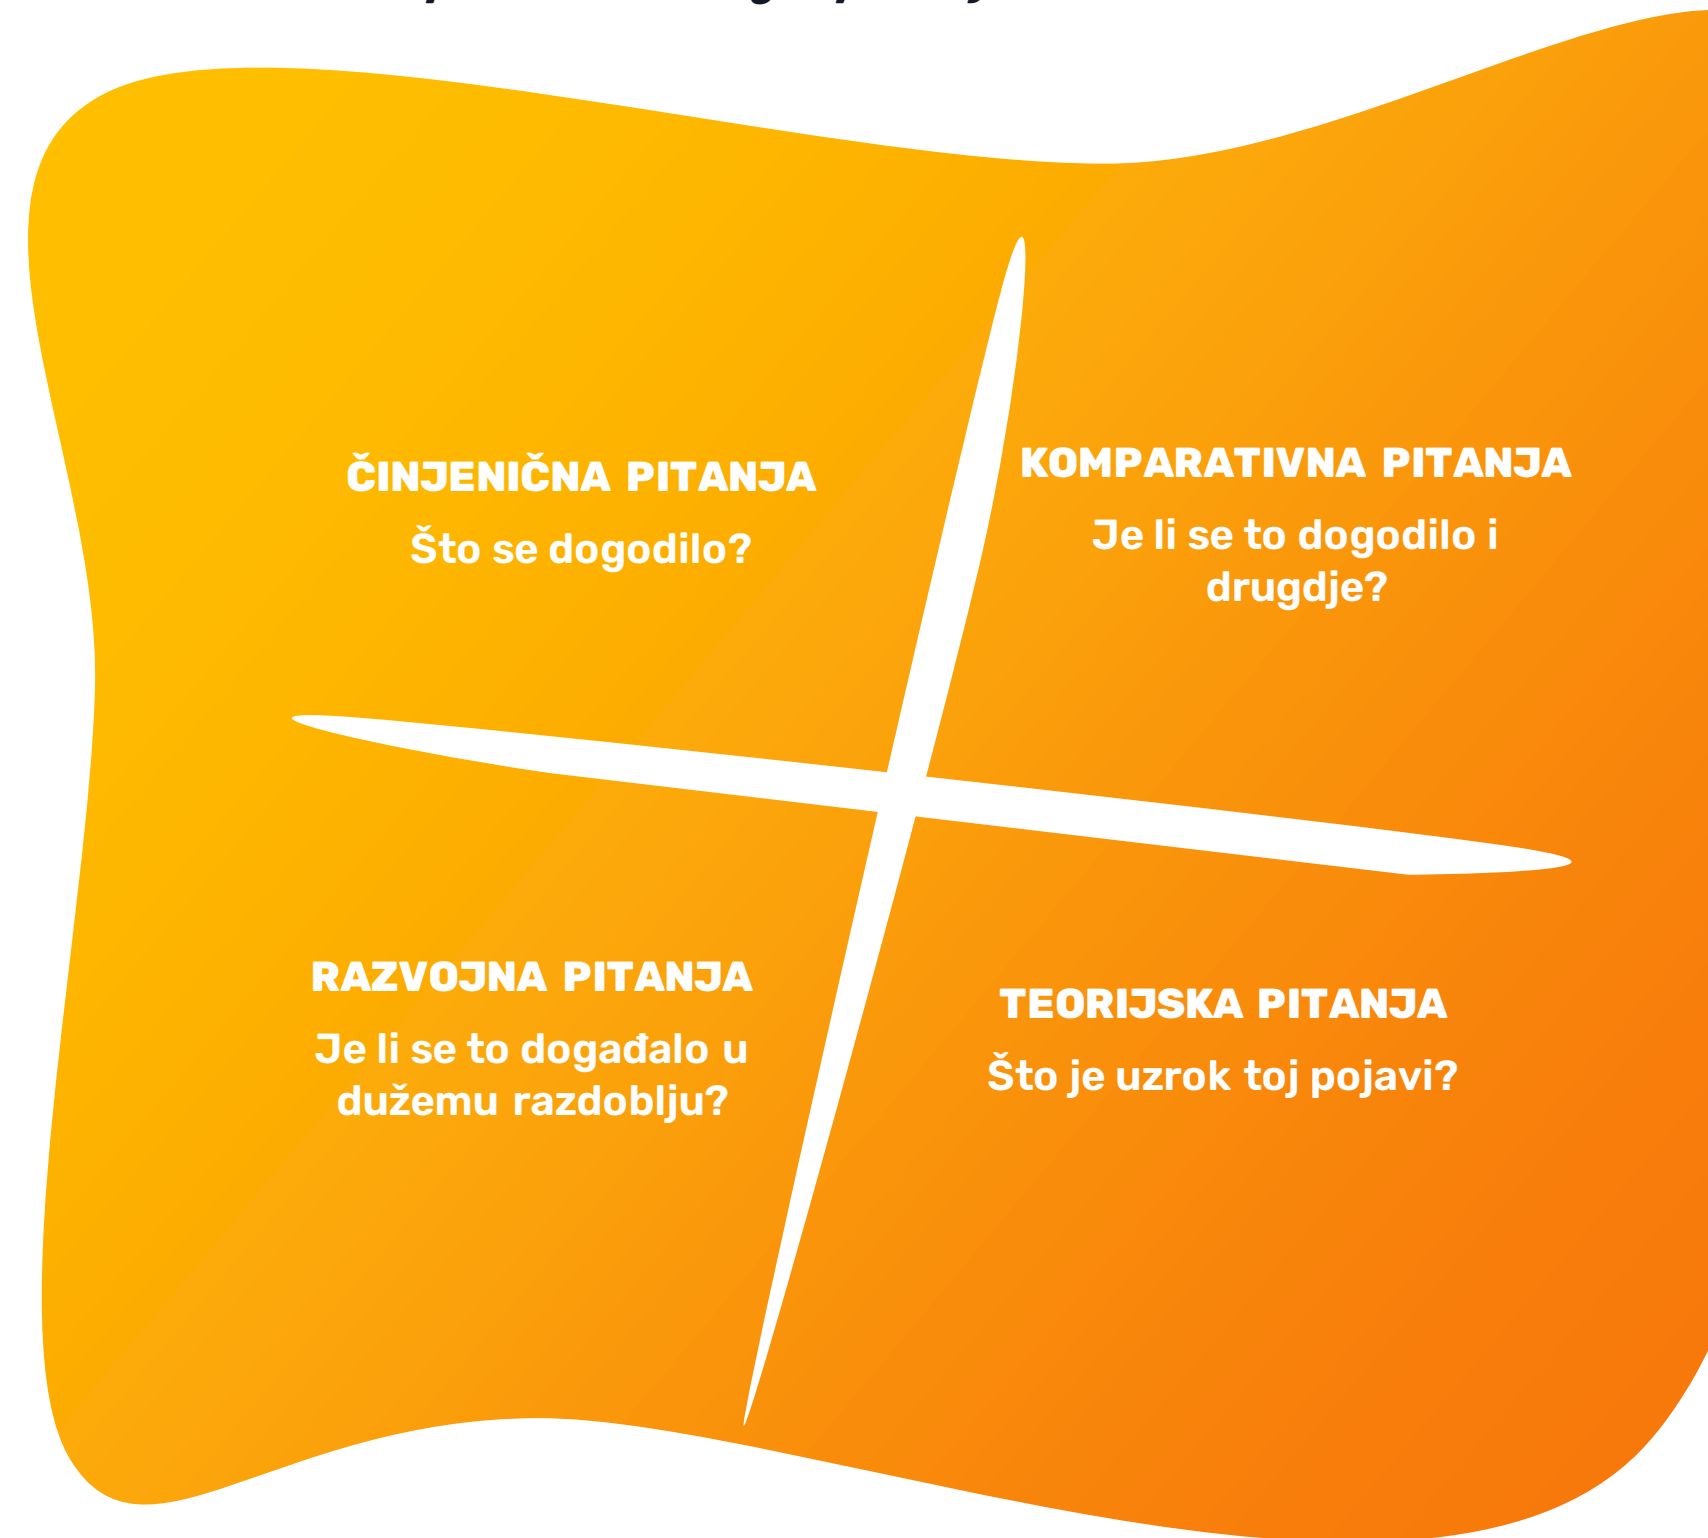 ČINJENIČNA PITANJA
Što se dogodilo?
KOMPARATIVNA PITANJA
Je li se to dogodilo i
drugdje?
RAZVOJNA PITANJA
Je li se to događalo u
dužemu razdoblju?
TEORIJSKA PITANJA
Što je uzrok toj pojavi?